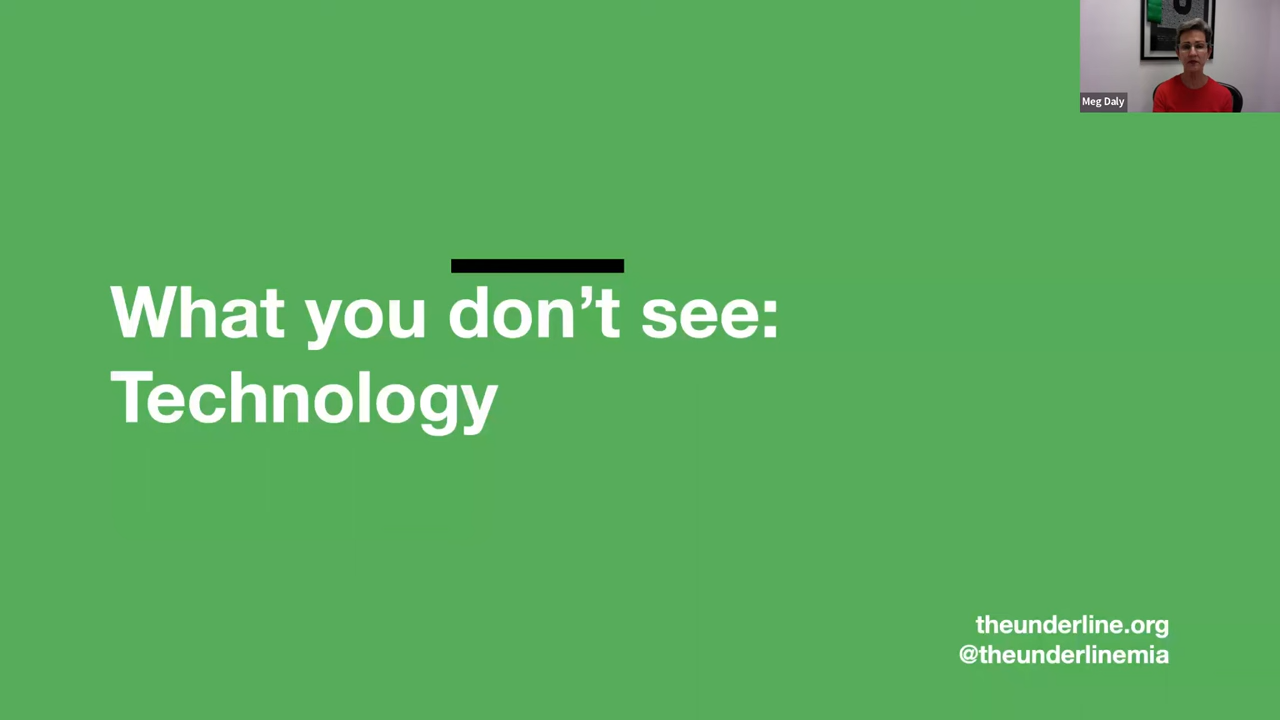 Meg Daly
What you don’t see:
Technology
theunderline.org
@theunderlinemia